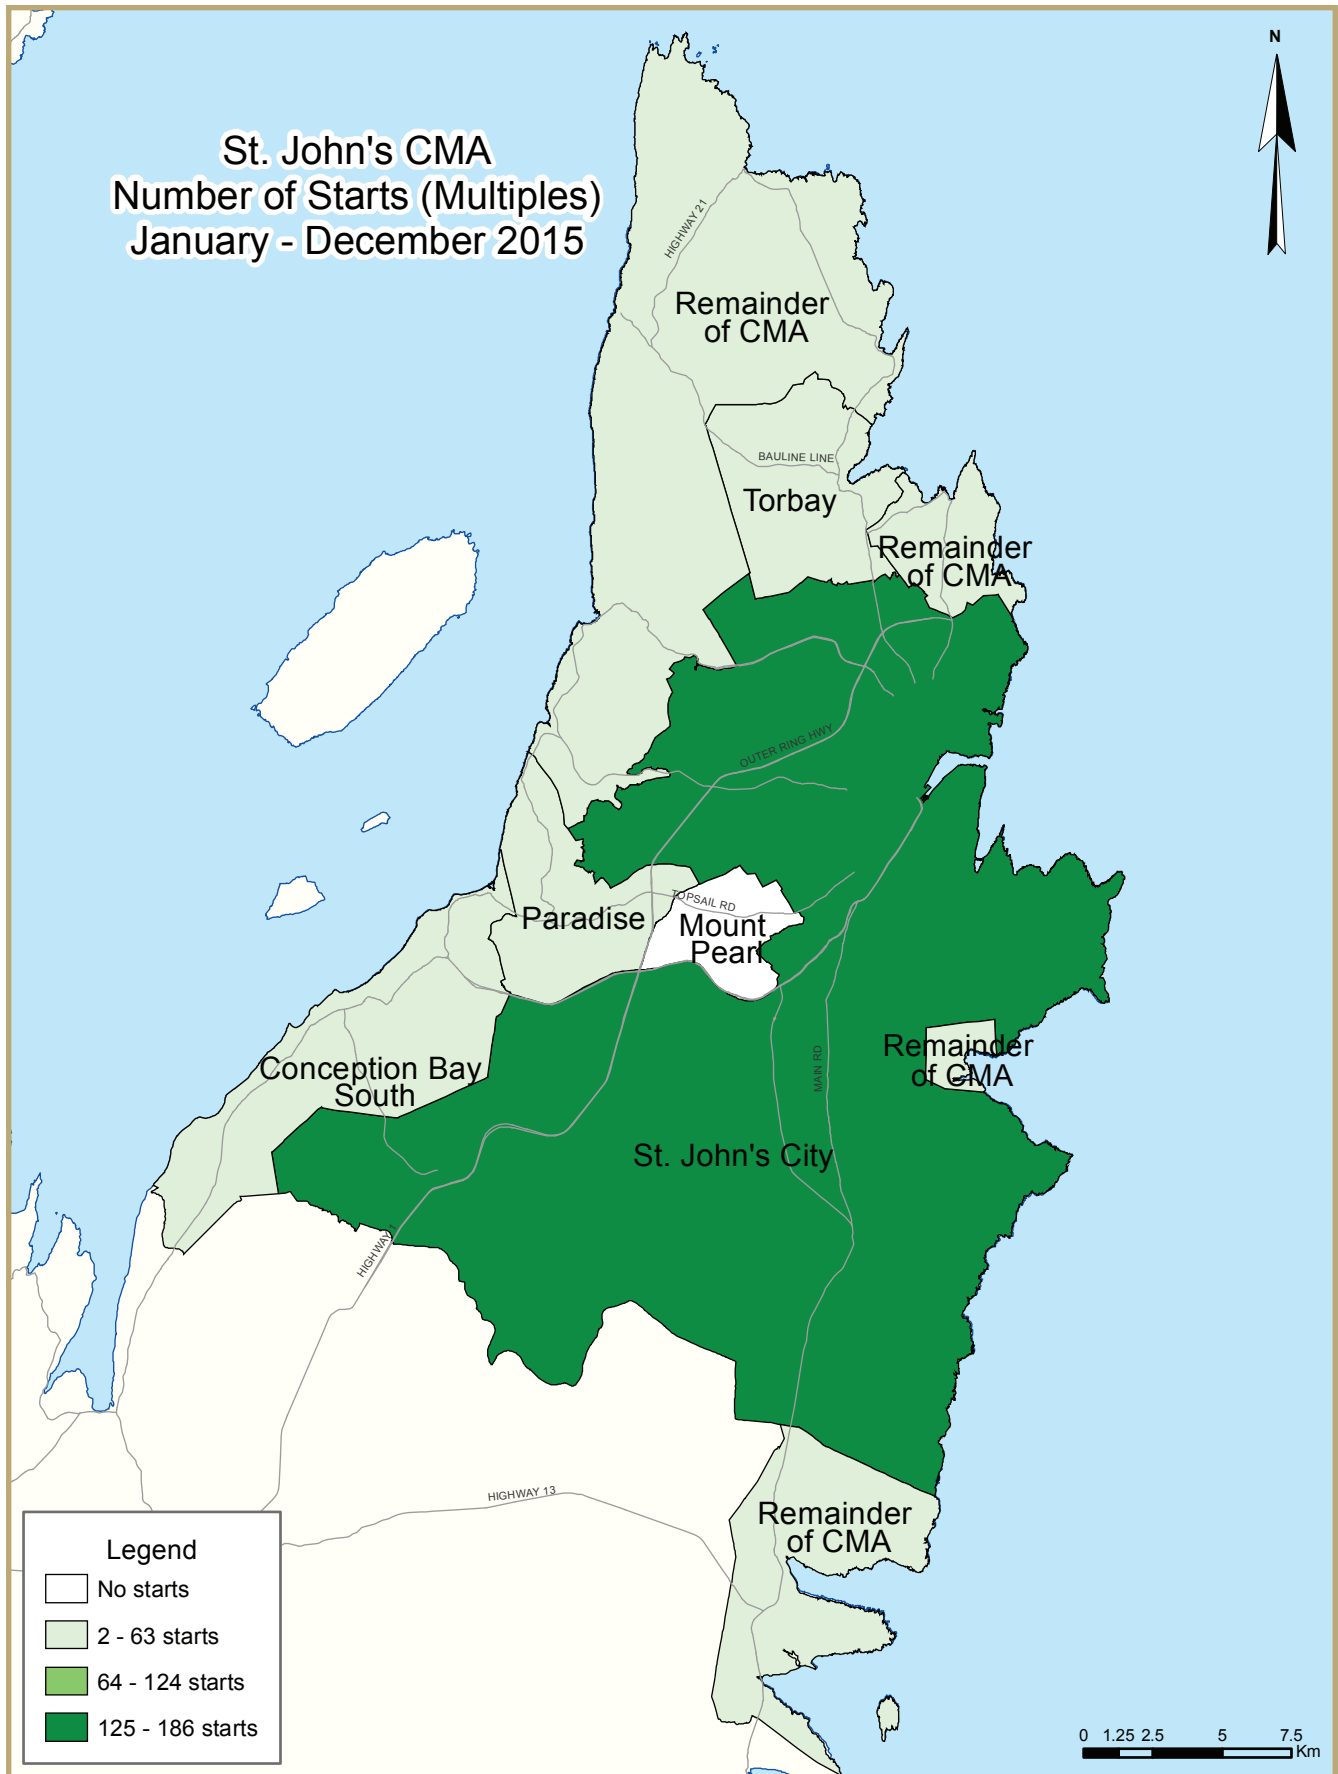 St. John's CMA
Number of Starts (Multiples)
January - December 2015
N
HIGHWAY 21
Remainder
of CMA
BAULINE LINE
Torbay
Remainder
of CMA
OUTER RING HWY
TOPSAIL RD
Paradise
Mount
Pearl
MAIN RD
Remainder
of CMA
Conception Bay
South
St. John's City
HIGHWAY 1
HIGHWAY 13
Remainder
of CMA
Legend
No starts
2 - 63 starts
64 - 124 starts
125 - 186 starts
0 1.25 2.5 5 7.5
Km